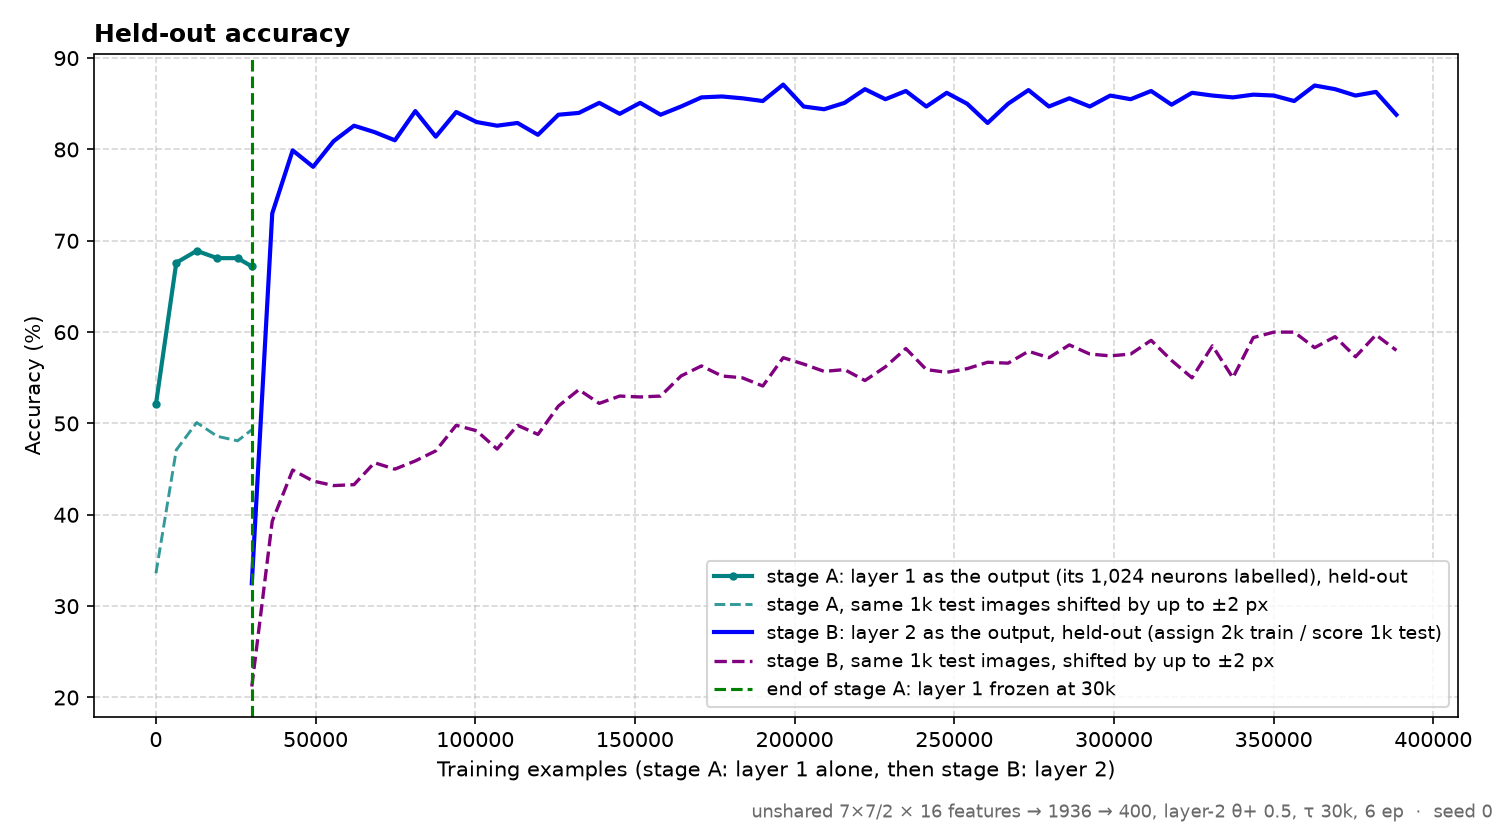 Held-out accuracy
90
80
70
60
50
40
30
20
Accuracy (%)
stage A: layer 1 as the output (its 1,024 neurons labelled), held-out
stage A, same 1k test images shifted by up to ±2 px
stage B: layer 2 as the output, held-out (assign 2k train / score 1k test)
stage B, same 1k test images, shifted by up to ±2 px
end of stage A: layer 1 frozen at 30k
0 50000 100000 150000 200000 250000 300000 350000 400000
Training examples (stage A: layer 1 alone, then stage B: layer 2)
unshared 7×7/2 × 16 features → 1936 → 400, layer-2 θ+ 0.5, τ 30k, 6 ep · seed 0